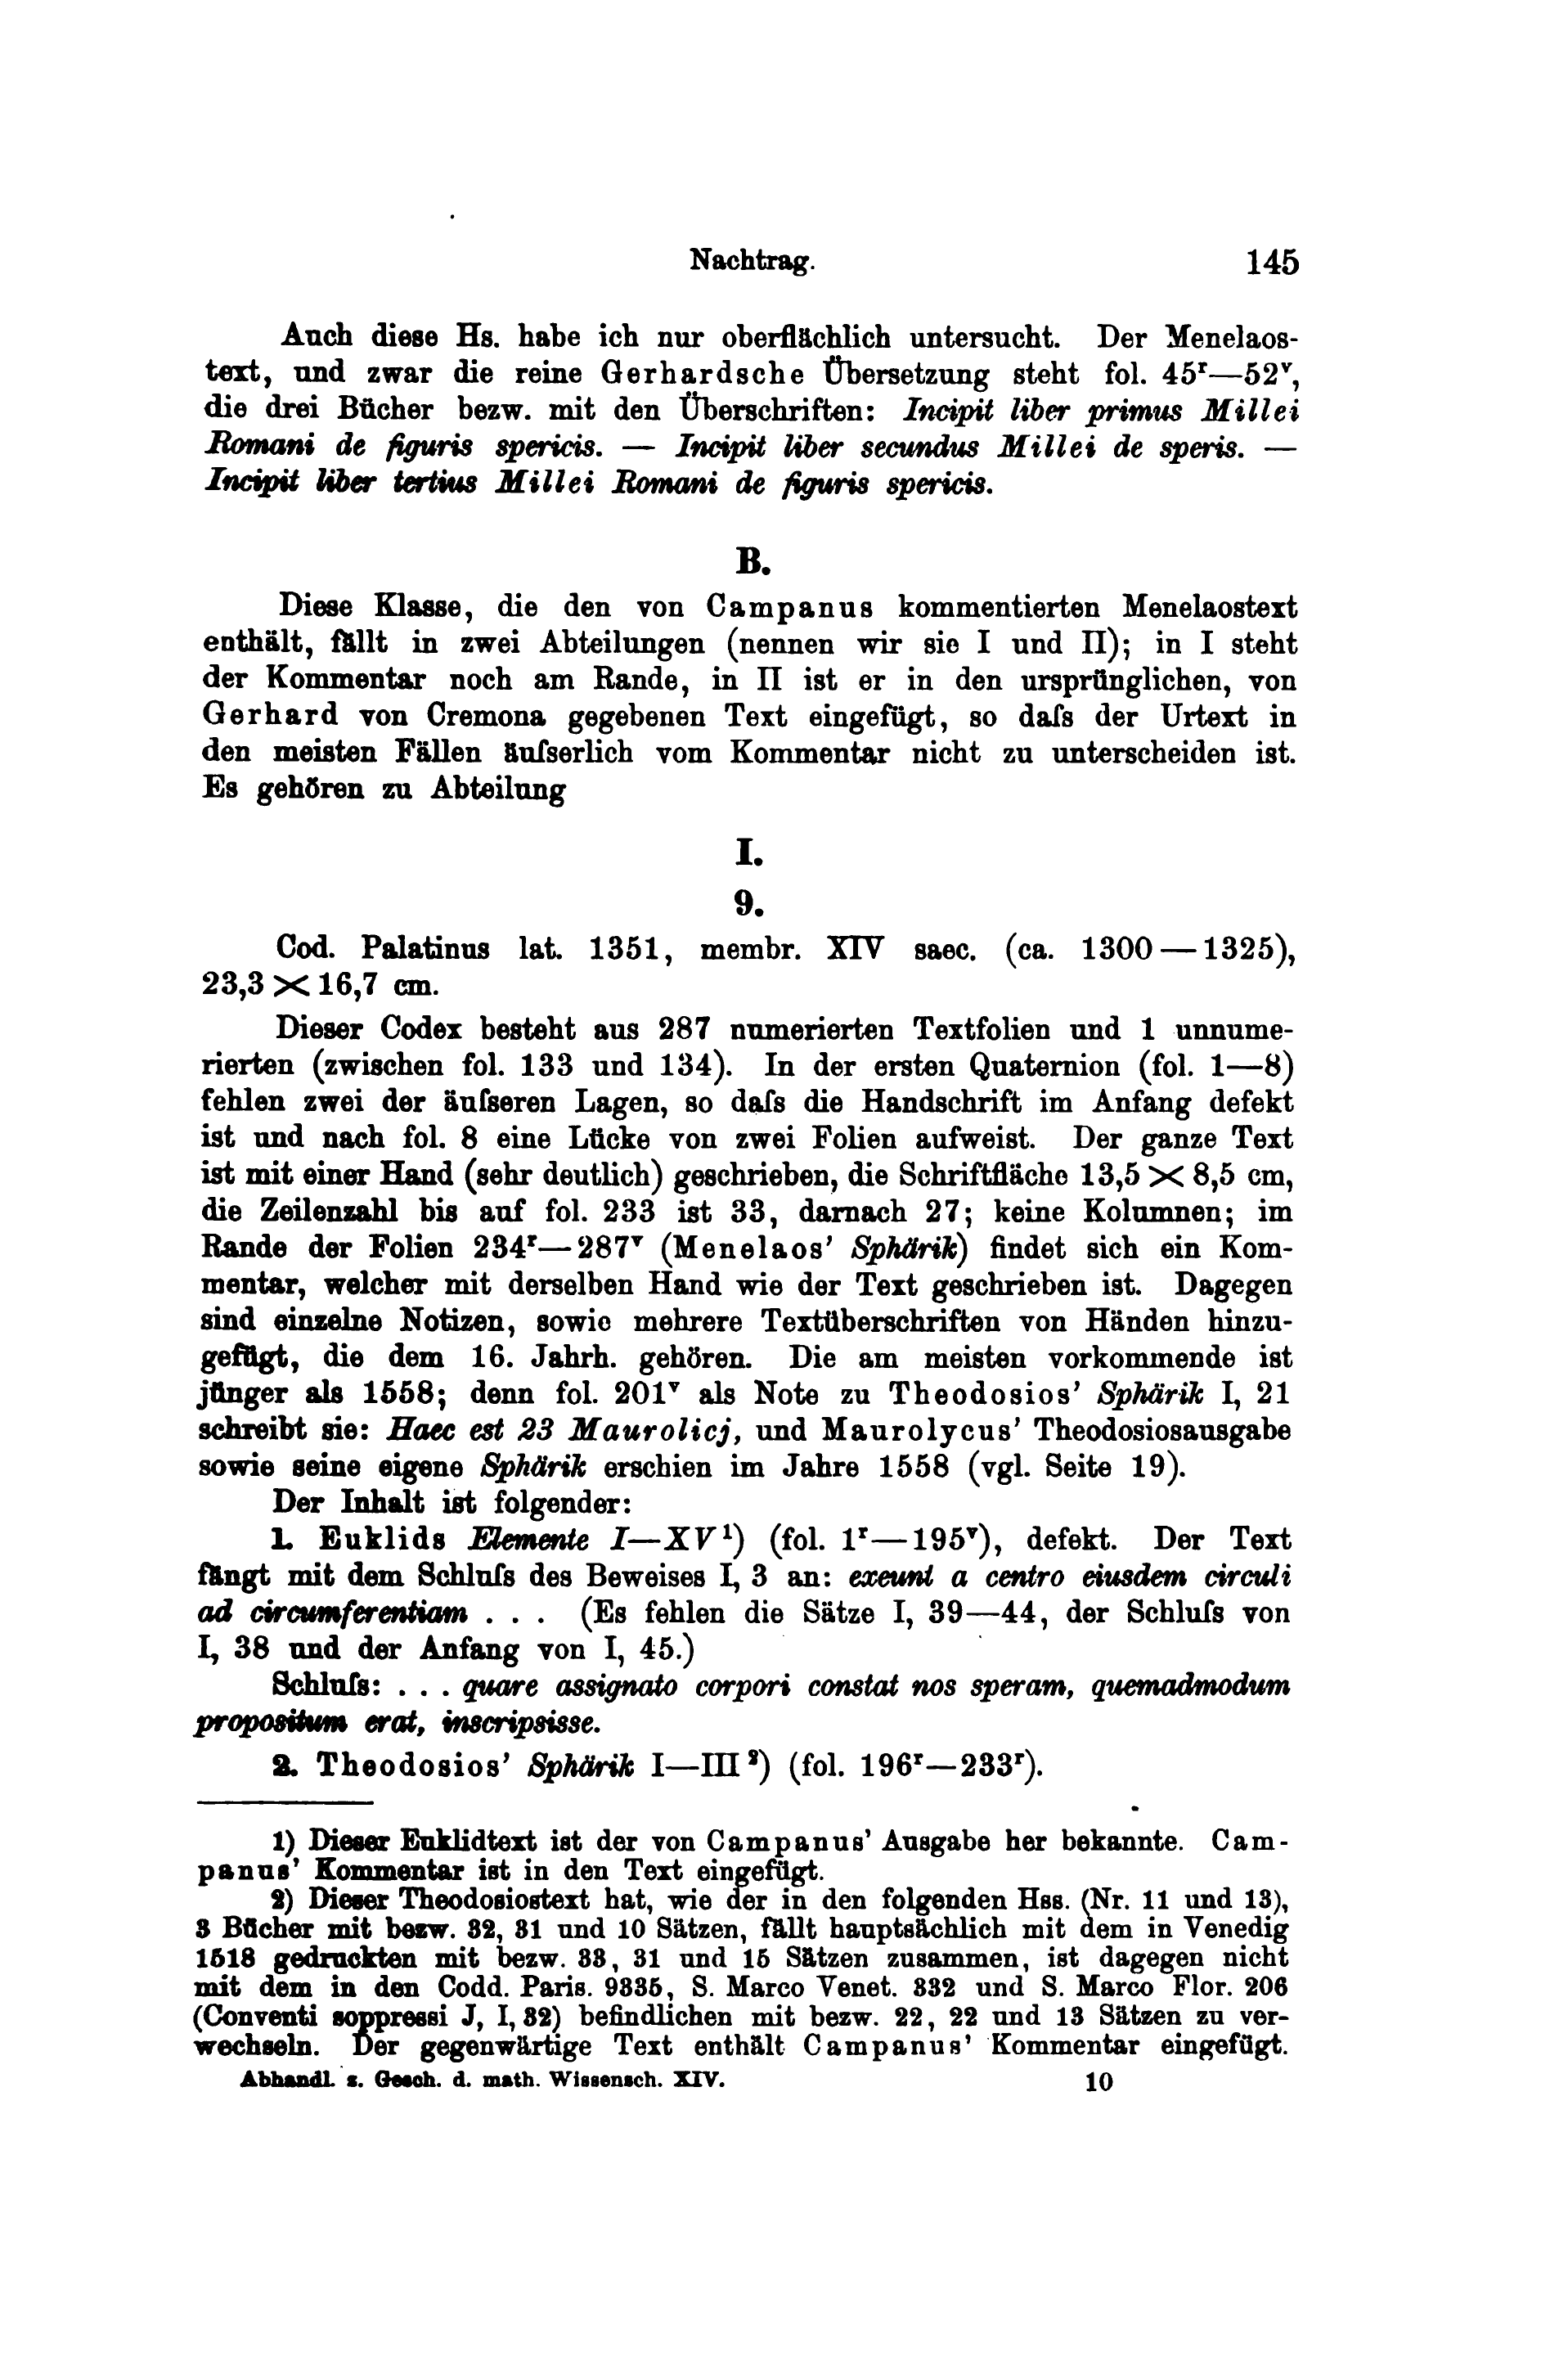 Nachtrag. 145
Auch diese Hs. habe ich nur oberflächlich untersucht. Der Menelaos-
text, und zwar die reine Gerhardsche Übersetzung steht fol. 45ʳ—52ᵛ,
die drei Bücher bezw. mit den Überschriften: Incipit liber primus Millei
Romani de figuris spericis. — Incipit liber secundus Millei de speris. —
Incipit liber tertius Millei Romani de figuris spericis.
B.
Diese Klasse, die den von Campanus kommentierten Menelaostext
enthält, fällt in zwei Abteilungen (nennen wir sie I und II); in I steht
der Kommentar noch am Rande, in II ist er in den ursprünglichen, von
Gerhard von Cremona gegebenen Text eingefügt, so daſs der Urtext in
den meisten Fällen äuſserlich vom Kommentar nicht zu unterscheiden ist.
Es gehören zu Abteilung
I.
9.
Cod. Palatinus lat. 1351, membr. XIV saec. (ca. 1300—1325),
23,3 × 16,7 cm.
Dieser Codex besteht aus 287 numerierten Textfolien und 1 unnume-
rierten (zwischen fol. 133 und 134). In der ersten Quaternion (fol. 1—8)
fehlen zwei der äuſseren Lagen, so daſs die Handschrift im Anfang defekt
ist und nach fol. 8 eine Lücke von zwei Folien aufweist. Der ganze Text
ist mit einer Hand (sehr deutlich) geschrieben, die Schriftfläche 13,5 × 8,5 cm,
die Zeilenzahl bis auf fol. 233 ist 33, darnach 27; keine Kolumnen; im
Rande der Folien 234ʳ—287ᵛ (Menelaos' Sphärik) findet sich ein Kom-
mentar, welcher mit derselben Hand wie der Text geschrieben ist. Dagegen
sind einzelne Notizen, sowie mehrere Textüberschriften von Händen hinzu-
gefügt, die dem 16. Jahrh. gehören. Die am meisten vorkommende ist
jünger als 1558; denn fol. 201ᵛ als Note zu Theodosios' Sphärik I, 21
schreibt sie: Haec est 23 Maurolicj, und Maurolycus' Theodosiosausgabe
sowie seine eigene Sphärik erschien im Jahre 1558 (vgl. Seite 19).
Der Inhalt ist folgender:
1. Euklids Elemente I—XV¹) (fol. 1ʳ—195ᵛ), defekt. Der Text
fängt mit dem Schluſs des Beweises I, 3 an: exeunt a centro eiusdem circuli
ad circumferentiam . . . (Es fehlen die Sätze I, 39—44, der Schluſs von
I, 38 und der Anfang von I, 45.)
Schluſs: . . . quare assignato corpori constat nos speram, quemadmodum
propositum erat, inscripsisse.
2. Theodosios' Sphärik I—III²) (fol. 196ʳ—233ʳ).
1) Dieser Euklidtext ist der von Campanus' Ausgabe her bekannte. Cam-
panus' Kommentar ist in den Text eingefügt.
2) Dieser Theodosiostext hat, wie der in den folgenden Hss. (Nr. 11 und 13),
3 Bücher mit bezw. 32, 31 und 10 Sätzen, fällt hauptsächlich mit dem in Venedig
1518 gedruckten mit bezw. 33, 31 und 15 Sätzen zusammen, ist dagegen nicht
mit dem in den Codd. Paris. 9335, S. Marco Venet. 332 und S. Marco Flor. 206
(Conventi soppressi J, I, 32) befindlichen mit bezw. 22, 22 und 13 Sätzen zu ver-
wechseln. Der gegenwärtige Text enthält Campanus' Kommentar eingefügt.
Abhandl. z. Gesch. d. math. Wissensch. XIV. 10